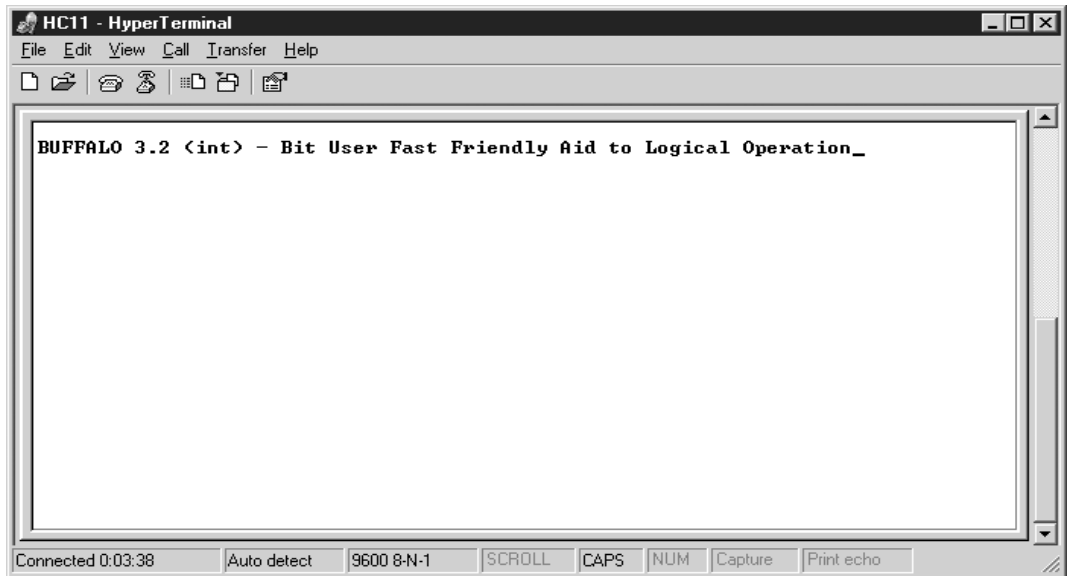 HC11 - HyperTerminal
File Edit View Call Transfer Help
BUFFALO 3.2 (int) - Bit User Fast Friendly Aid to Logical Operation_
Connected 0:03:38 Auto detect 9600 8-N-1 SCROLL CAPS NUM Capture Print echo